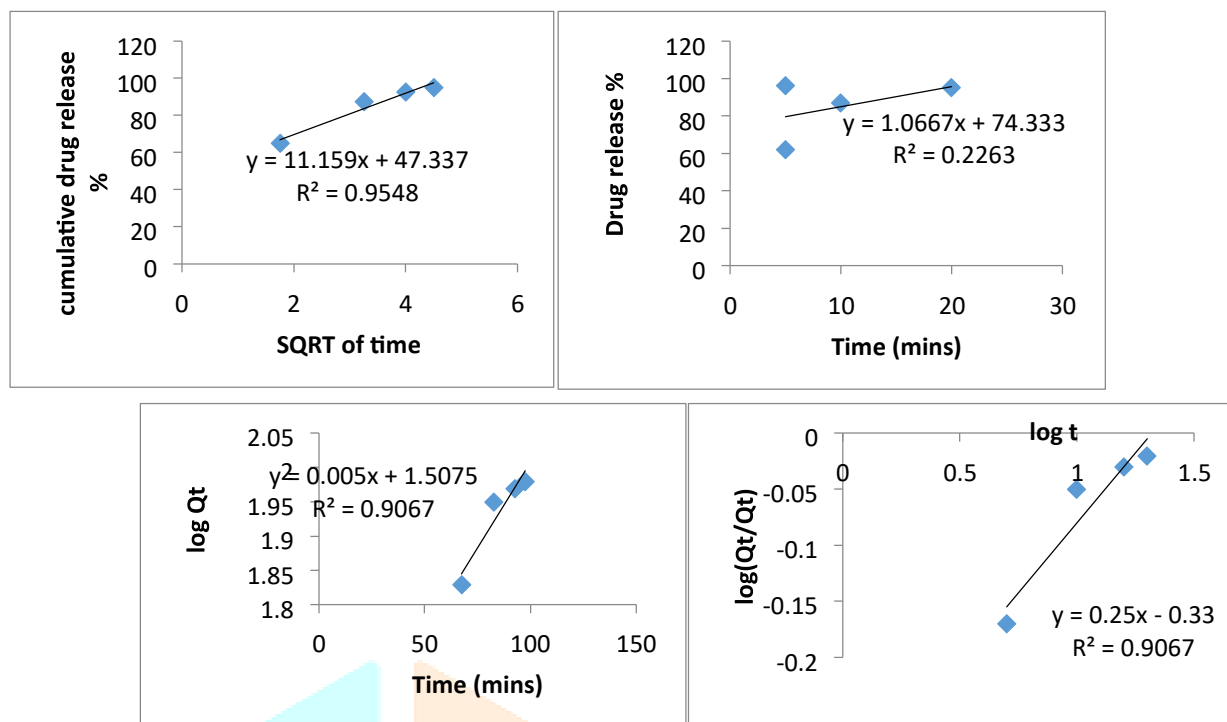 120
100
80
60
40
20
0
cumulative drug release
%
y = 11.159x + 47.337
R² = 0.9548
0
2
4
6
SQRT of time
120
100
80
60
40
20
0
Drug release %
y = 1.0667x + 74.333
R² = 0.2263
0
10
20
30
Time (mins)
2.05
2
1.95
1.9
1.85
1.8
log Qt
y = 0.005x + 1.5075
R² = 0.9067
0
50
100
150
Time (mins)
log t
0
-0.05
-0.1
-0.15
-0.2
0
0.5
1
1.5
log(Qt/Qt)
y = 0.25x - 0.33
R² = 0.9067